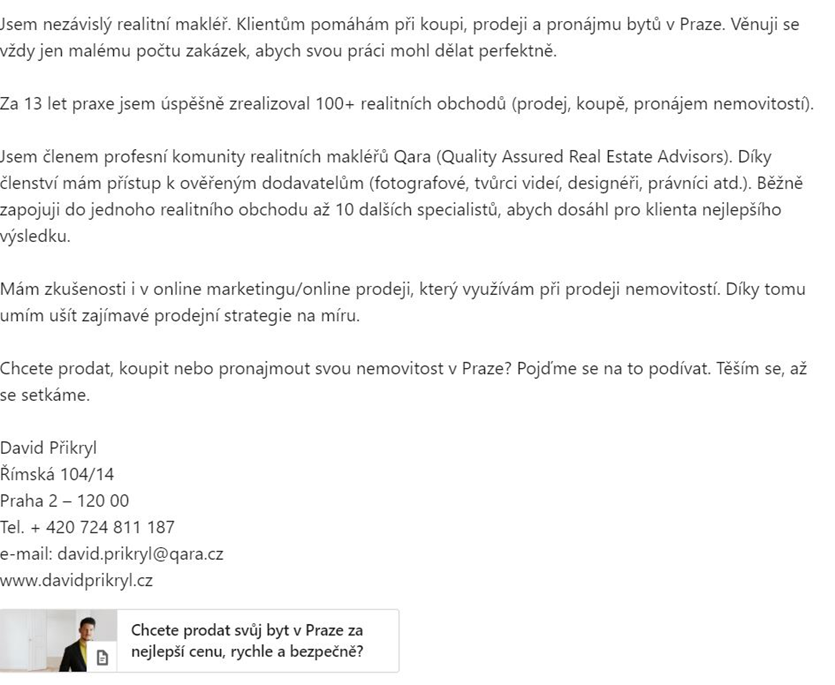 Jsem nezávislý realitní makléř. Klientům pomáhám při koupi, prodeji a pronájmu bytů v Praze. Věnuji se
vždy jen malému počtu zakázek, abych svou práci mohl dělat perfektně.
Za 13 let praxe jsem úspěšně zrealizoval 100+ realitních obchodů (prodej, koupě, pronájem nemovitostí).
Jsem členem profesní komunity realitních makléřů Qara (Quality Assured Real Estate Advisors). Díky
členství mám přístup k ověřeným dodavatelům (fotografové, tvůrci videí, designéři, právníci atd.). Běžně
zapojuji do jednoho realitního obchodu až 10 dalších specialistů, abych dosáhl pro klienta nejlepšího
výsledku.
Mám zkušenosti i v online marketingu/online prodeji, který využívám při prodeji nemovitostí. Díky tomu
umím ušít zajímavé prodejní strategie na míru.
Chcete prodat, koupit nebo pronajmout svou nemovitost v Praze? Pojďme se na to podívat. Těším se, až
se setkáme.
David Přikryl
Římská 104/14
Praha 2 – 120 00
Tel. + 420 724 811 187
e-mail: david.prikryl@qara.cz
www.davidprikryl.cz
Chcete prodat svůj byt v Praze za
nejlepší cenu, rychle a bezpečně?